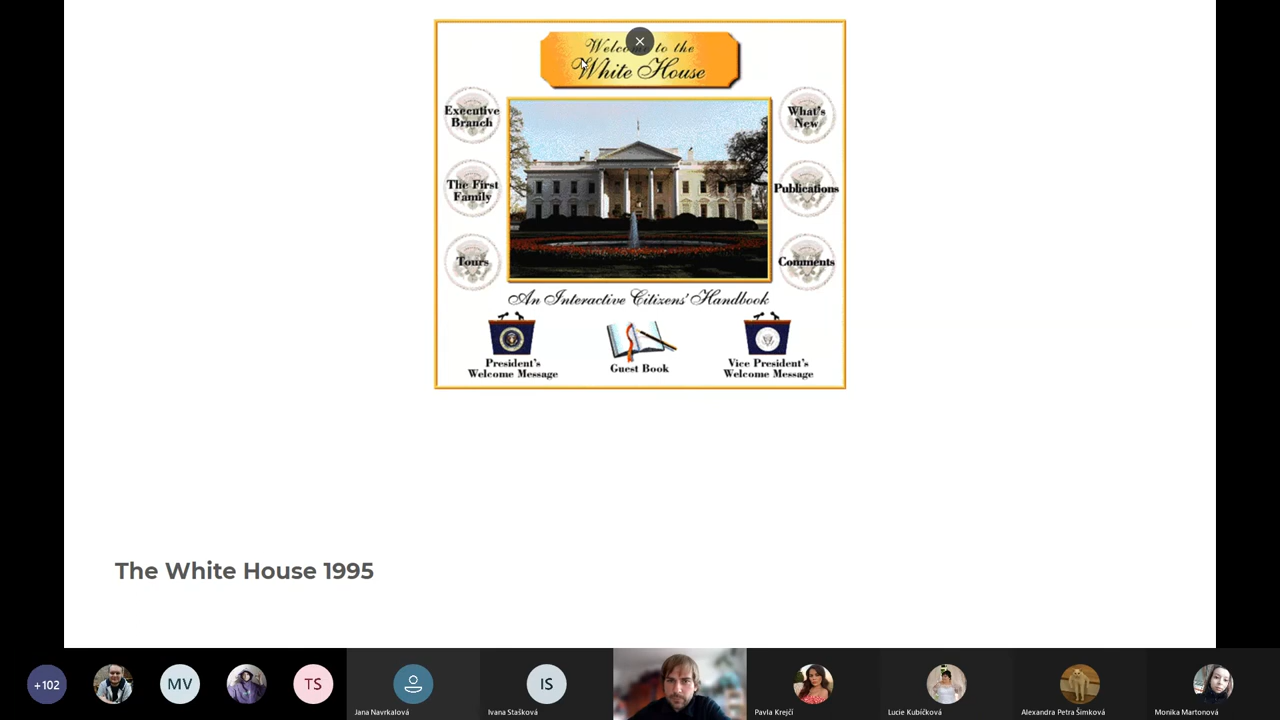 Welcome to the
White House
Executive
Branch
What's
New
The First
Family
Publications
Tours
Comments
An Interactive Citizens' Handbook
President's
Welcome Message
Guest Book
Vice President's
Welcome Message
The White House 1995
+102
MV
TS
IS
Jana Navrkalová
Ivana Stašková
Pavla Krejčí
Lucie Kubíčková
Alexandra Petra Šimková
Monika Martonová